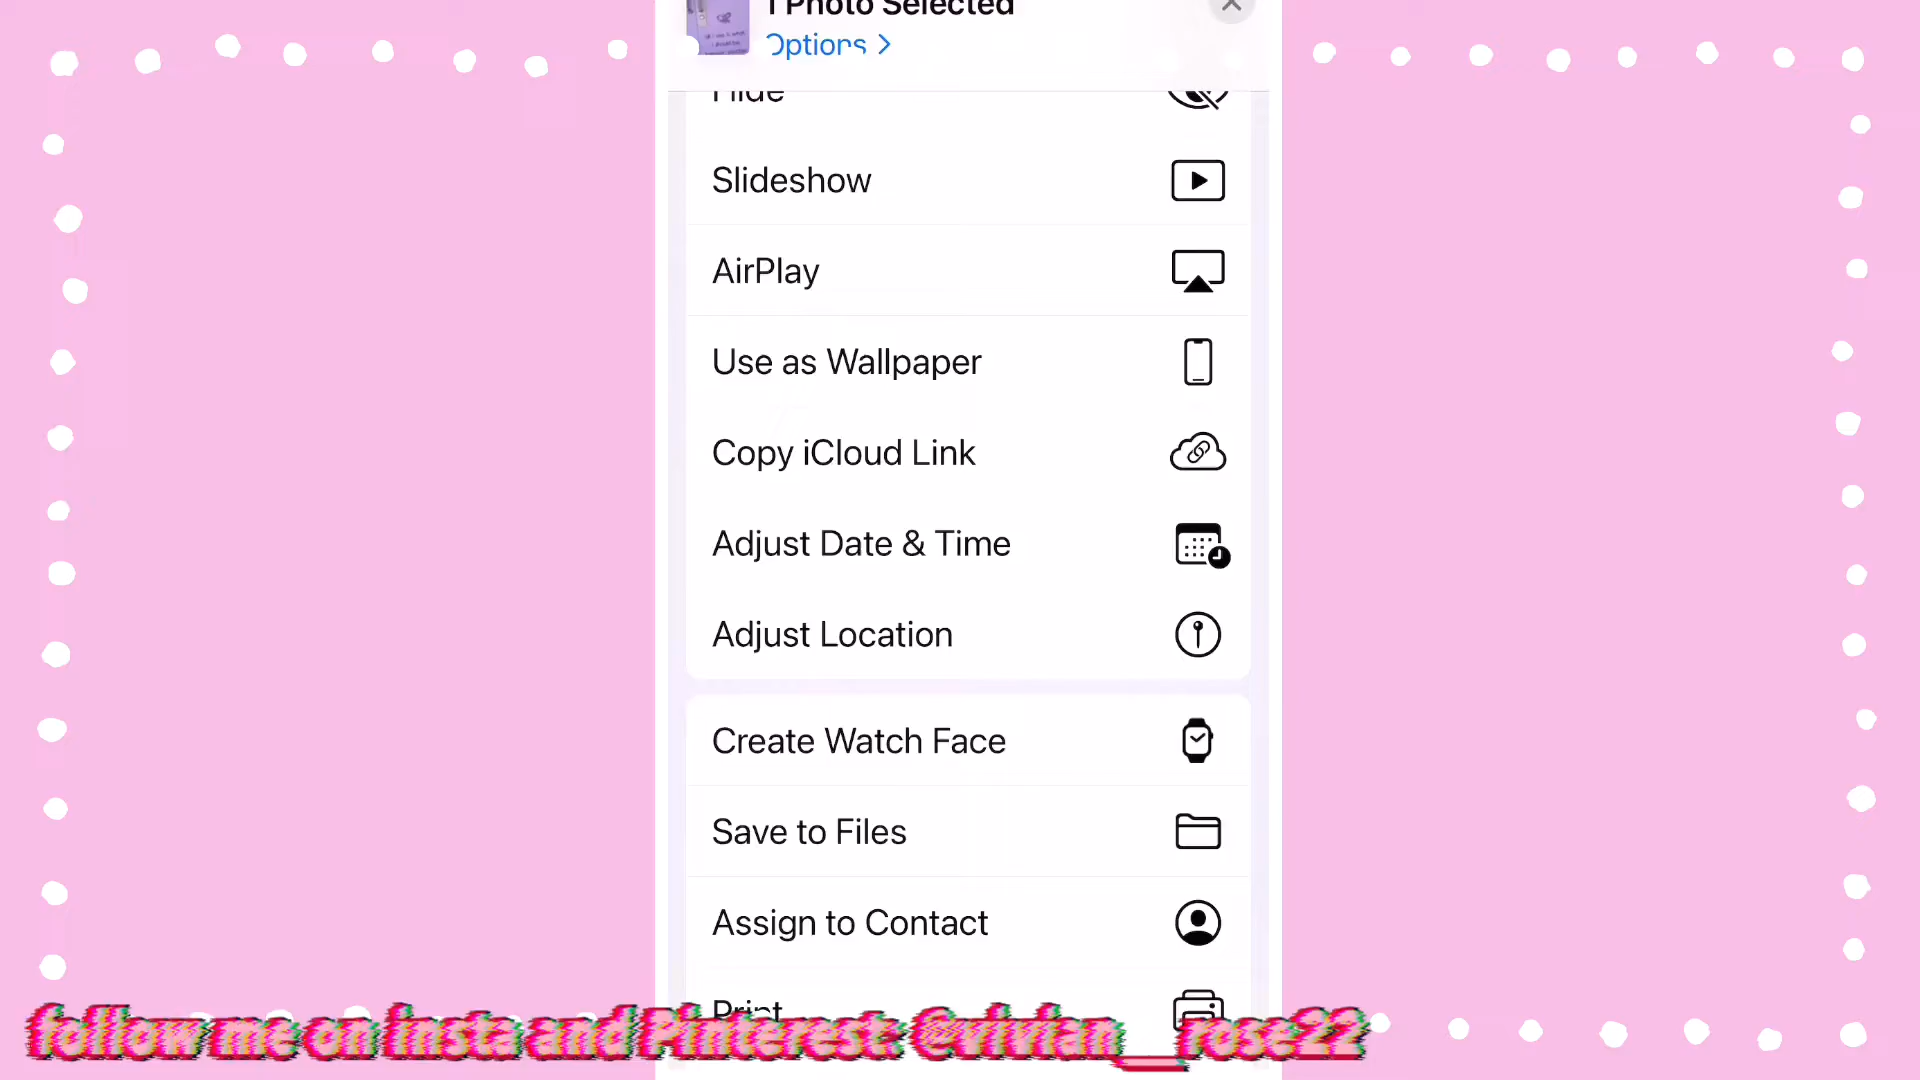 1 Photo Selected
Options >
Hide
Slideshow
AirPlay
Use as Wallpaper
Copy iCloud Link
Adjust Date & Time
Adjust Location
Create Watch Face
Save to Files
Assign to Contact
Print
follow me on insta and Pinterest: @vivian__rose22